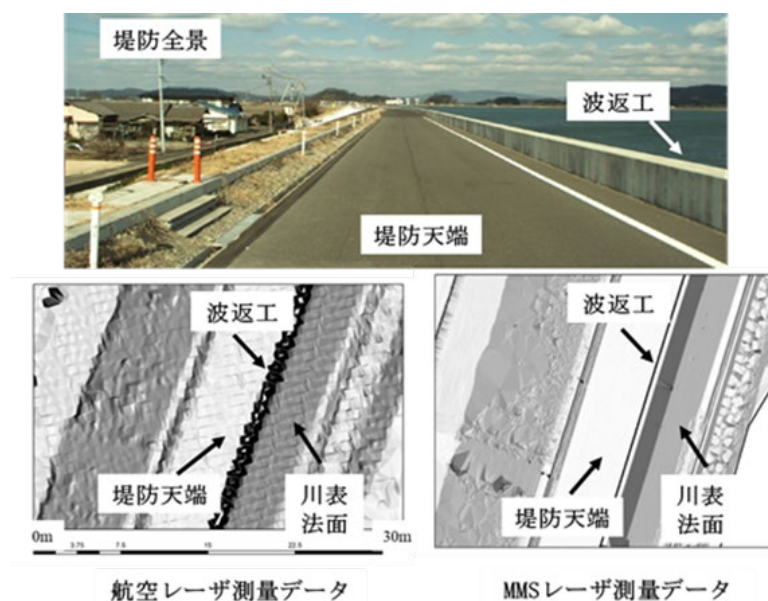 堤防全景
波返工
堤防天端
波返工
堤防天端
川表
法面
0m
3.75
7.5
15
22.5
30m
航空レーザ測量データ
波返工
堤防天端
川表
法面
MMSレーザ測量データ